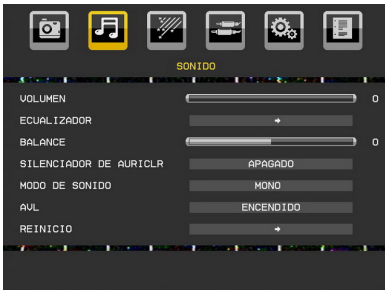 SONIDO
VOLUMEN 0
ECUALIZADOR
BALANCE 0
SILENCIADOR DE AURICLR APAGADO
MODO DE SONIDO MONO
AVL ENCENDIDO
REINICIO